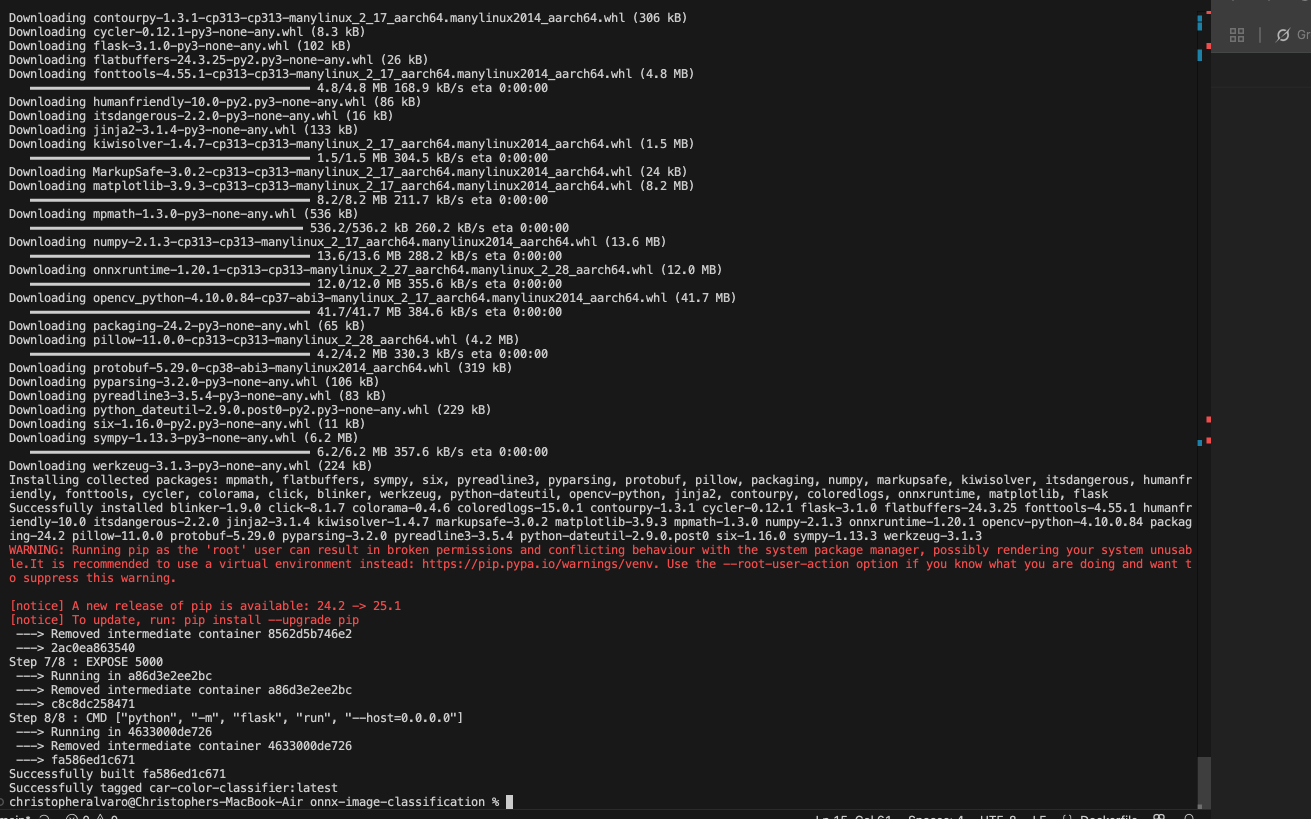 Downloading contourpy-1.3.1-cp313-cp313-manylinux_2_17_aarch64.manylinux2014_aarch64.whl (306 kB)
Downloading cycler-0.12.1-py3-none-any.whl (8.3 kB)
Downloading flask-3.1.0-py3-none-any.whl (102 kB)
Downloading flatbuffers-24.3.25-py2.py3-none-any.whl (26 kB)
Downloading fonttools-4.55.1-cp313-cp313-manylinux_2_17_aarch64.manylinux2014_aarch64.whl (4.8 MB)
4.8/4.8 MB 168.9 kB/s eta 0:00:00
Downloading humanfriendly-10.0-py2.py3-none-any.whl (86 kB)
Downloading itsdangerous-2.2.0-py3-none-any.whl (16 kB)
Downloading jinja2-3.1.4-py3-none-any.whl (133 kB)
Downloading kiwisolver-1.4.7-cp313-cp313-manylinux_2_17_aarch64.manylinux2014_aarch64.whl (1.5 MB)
1.5/1.5 MB 304.5 kB/s eta 0:00:00
Downloading MarkupSafe-3.0.2-cp313-cp313-manylinux_2_17_aarch64.manylinux2014_aarch64.whl (24 kB)
Downloading matplotlib-3.9.3-cp313-cp313-manylinux_2_17_aarch64.manylinux2014_aarch64.whl (8.2 MB)
8.2/8.2 MB 211.7 kB/s eta 0:00:00
Downloading mpmath-1.3.0-py3-none-any.whl (536 kB)
536.2/536.2 kB 260.2 kB/s eta 0:00:00
Downloading numpy-2.1.3-cp313-cp313-manylinux_2_17_aarch64.manylinux2014_aarch64.whl (13.6 MB)
13.6/13.6 MB 288.2 kB/s eta 0:00:00
Downloading onnxruntime-1.20.1-cp313-cp313-manylinux_2_27_aarch64.manylinux_2_28_aarch64.whl (12.0 MB)
12.0/12.0 MB 355.6 kB/s eta 0:00:00
Downloading opencv_python-4.10.0.84-cp37-abi3-manylinux_2_17_aarch64.manylinux2014_aarch64.whl (41.7 MB)
41.7/41.7 MB 384.6 kB/s eta 0:00:00
Downloading packaging-24.2-py3-none-any.whl (65 kB)
Downloading pillow-11.0.0-cp313-cp313-manylinux_2_28_aarch64.whl (4.2 MB)
4.2/4.2 MB 330.3 kB/s eta 0:00:00
Downloading protobuf-5.29.0-cp38-abi3-manylinux2014_aarch64.whl (319 kB)
Downloading pyparsing-3.2.0-py3-none-any.whl (106 kB)
Downloading pyreadline3-3.5.4-py3-none-any.whl (83 kB)
Downloading python_dateutil-2.9.0.post0-py2.py3-none-any.whl (229 kB)
Downloading six-1.16.0-py2.py3-none-any.whl (11 kB)
Downloading sympy-1.13.3-py3-none-any.whl (6.2 MB)
6.2/6.2 MB 357.6 kB/s eta 0:00:00
Downloading werkzeug-3.1.3-py3-none-any.whl (224 kB)
Installing collected packages: mpmath, flatbuffers, sympy, six, pyreadline3, pyparsing, protobuf, pillow, packaging, numpy, markupsafe, kiwisolver, itsdangerous, humanfr
iendly, fonttools, cycler, colorama, click, blinker, werkzeug, python-dateutil, opencv-python, jinja2, contourpy, coloredlogs, onnxruntime, matplotlib, flask
Successfully installed blinker-1.9.0 click-8.1.7 colorama-0.4.6 coloredlogs-15.0.1 contourpy-1.3.1 cycler-0.12.1 flask-3.1.0 flatbuffers-24.3.25 fonttools-4.55.1 humanfr
iendly-10.0 itsdangerous-2.2.0 jinja2-3.1.4 kiwisolver-1.4.7 markupsafe-3.0.2 matplotlib-3.9.3 mpmath-1.3.0 numpy-2.1.3 onnxruntime-1.20.1 opencv-python-4.10.0.84 packag
ing-24.2 pillow-11.0.0 protobuf-5.29.0 pyparsing-3.2.0 pyreadline3-3.5.4 python-dateutil-2.9.0.post0 six-1.16.0 sympy-1.13.3 werkzeug-3.1.3
WARNING: Running pip as the 'root' user can result in broken permissions and conflicting behaviour with the system package manager, possibly rendering your system unusab
le.It is recommended to use a virtual environment instead: https://pip.pypa.io/warnings/venv. Use the --root-user-action option if you know what you are doing and want t
o suppress this warning.
[notice] A new release of pip is available: 24.2 -> 25.1
[notice] To update, run: pip install --upgrade pip
---> Removed intermediate container 8562d5b746e2
---> 2ac0ea863540
Step 7/8 : EXPOSE 5000
---> Running in a86d3e2ee2bc
---> Removed intermediate container a86d3e2ee2bc
---> c8c8dc258471
Step 8/8 : CMD ["python", "-m", "flask", "run", "--host=0.0.0.0"]
---> Running in 4633000de726
---> Removed intermediate container 4633000de726
---> fa586ed1c671
Successfully built fa586ed1c671
Successfully tagged car-color-classifier:latest
christopheralvaro@Christophers-MacBook-Air onnx-image-classification %
Gr
Ln 15, Col 61 Spaces: 4 UTF-8 LF Dockerfile